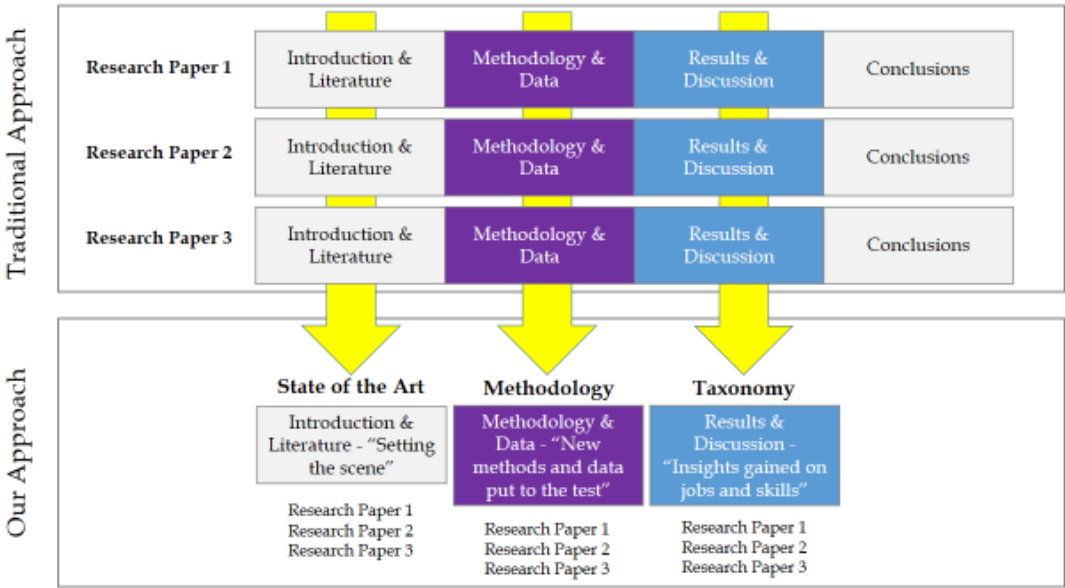 Traditional Approach
Research Paper 1
Introduction &
Literature
Methodology &
Data
Results &
Discussion
Conclusions
Research Paper 2
Introduction &
Literature
Methodology &
Data
Results &
Discussion
Conclusions
Research Paper 3
Introduction &
Literature
Methodology &
Data
Results &
Discussion
Conclusions
Our Approach
State of the Art
Introduction &
Literature - “Setting
the scene”
Research Paper 1
Research Paper 2
Research Paper 3
Methodology
Methodology &
Data - “New
methods and data
put to the test”
Research Paper 1
Research Paper 2
Research Paper 3
Taxonomy
Results &
Discussion -
“Insights gained on
jobs and skills”
Research Paper 1
Research Paper 2
Research Paper 3